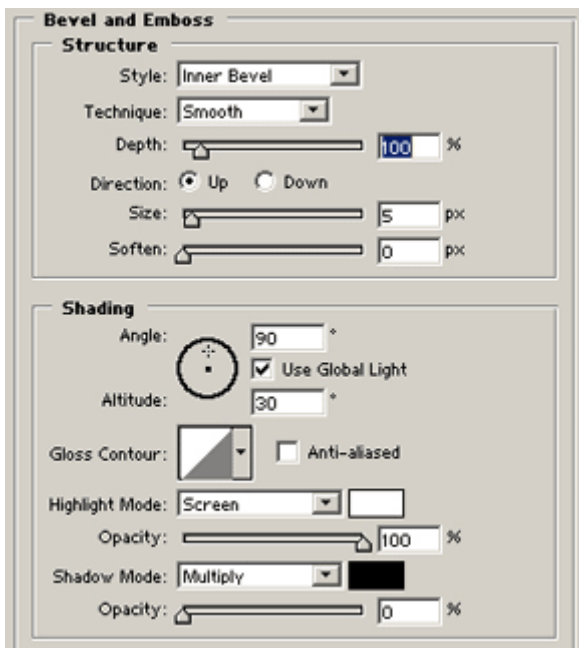 Bevel and Emboss
Structure
Style: Inner Bevel
Technique: Smooth
Depth: 100 %
Direction: Up Down
Size: 5 px
Soften: 0 px
Shading
Angle: 90 °
Use Global Light
Altitude: 30 °
Gloss Contour: Anti-aliased
Highlight Mode: Screen
Opacity: 100 %
Shadow Mode: Multiply
Opacity: 0 %